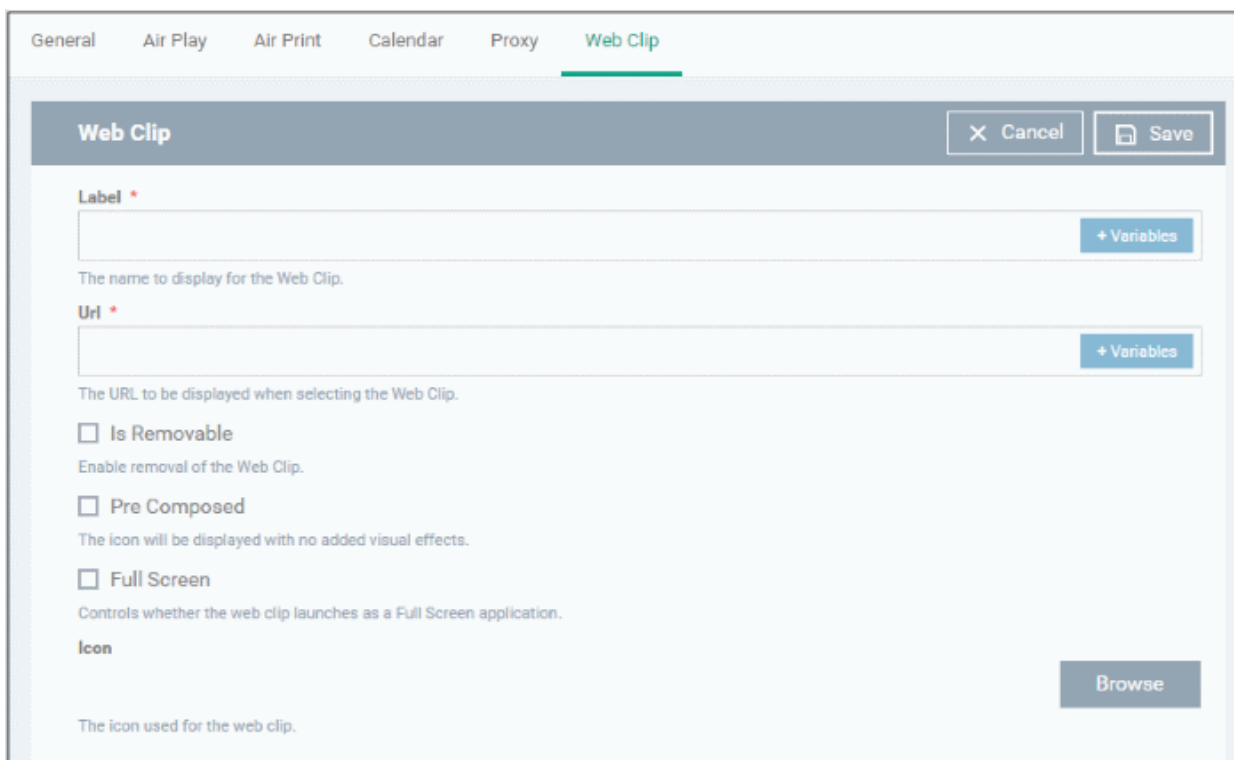 General Air Play Air Print Calendar Proxy Web Clip
Web Clip Cancel Save
Label *
+ Variables
The name to display for the Web Clip.
Url *
+ Variables
The URL to be displayed when selecting the Web Clip.
Is Removable
Enable removal of the Web Clip.
Pre Composed
The icon will be displayed with no added visual effects.
Full Screen
Controls whether the web clip launches as a Full Screen application.
Icon
Browse
The icon used for the web clip.